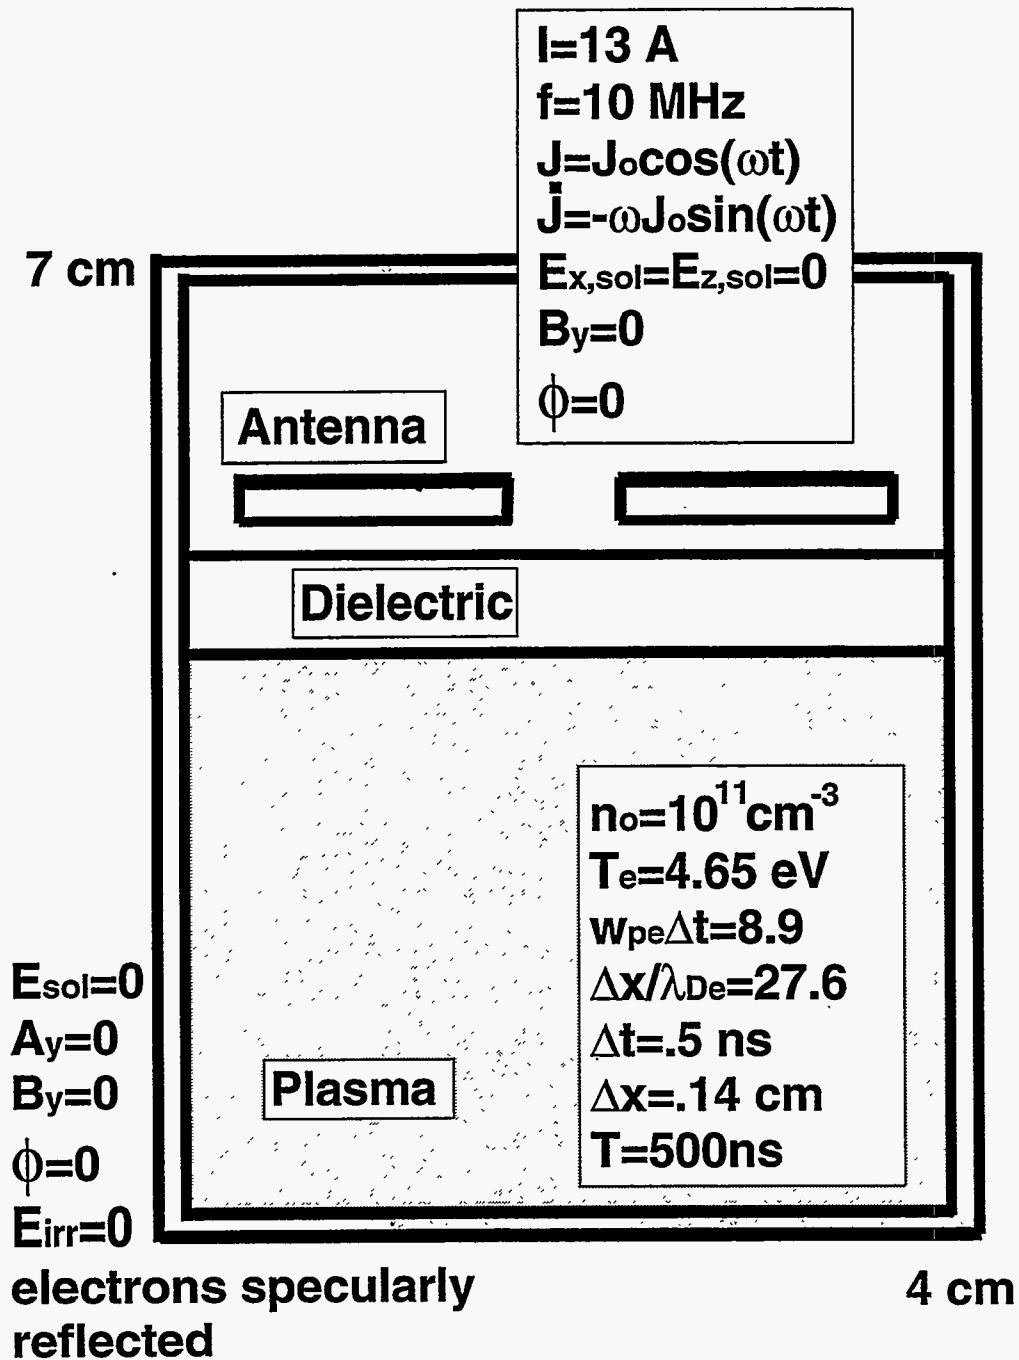 I=13 A
f=10 MHz
J=Jocos(ωt)
J̈=-ωJosin(ωt)
Ex,sol=Ez,sol=0
By=0
ϕ=0
7 cm
Antenna
Dielectric
no=10¹¹cm⁻³
Te=4.65 eV
wpeΔt=8.9
Δx/λDe=27.6
Δt=.5 ns
Δx=.14 cm
T=500ns
Plasma
Esol=0
Ay=0
By=0
ϕ=0
Eirr=0
electrons specularly
reflected
4 cm